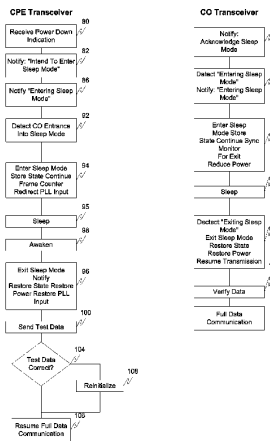 CPE Transceiver
80
Receive Power Down
Indication
82
Notify: "Intend To Enter
Sleep Mode"
86
Notify "Entering Sleep
Mode"
92
Detect CO Entrance
Into Sleep Mode
94
Enter Sleep Mode
Store State Continue
Frame Counter
Redirect PLL Input
95
Sleep
98
Awaken
96
Exit Sleep Mode
Notify
Restore State Restore
Power Restore PLL
Input
100
Send Test Data
104
Test Data
Correct?
108
Reinitialize
106
Resume Full Data
Communication
CO Transceiver
Notify:
Acknowledge Sleep
Mode
Detect "Entering Sleep
Mode"
Notify: "Entering Sleep
Mode"
Enter Sleep
Mode Store
State Continue Sync
Monitor
For Exit
Reduce Power
Sleep
Dectect "Exiting Sleep
Mode"
Exit Sleep Mode
Restore State
Restore Power
Resume Transmission
Verify Data
Full Data
Communication